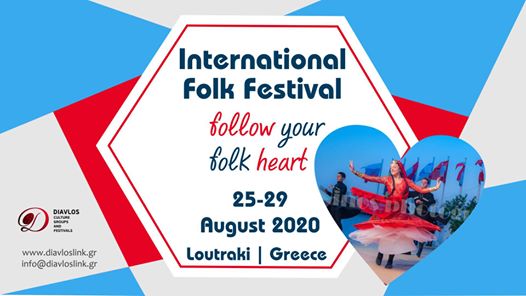 International
Folk Festival
follow your
folk heart
25-29
August 2020
Loutraki | Greece
DIAVLOS
CULTURE
GROUPS
AND
FESTIVALS
www.diavloslink.gr
info@diavloslink.gr